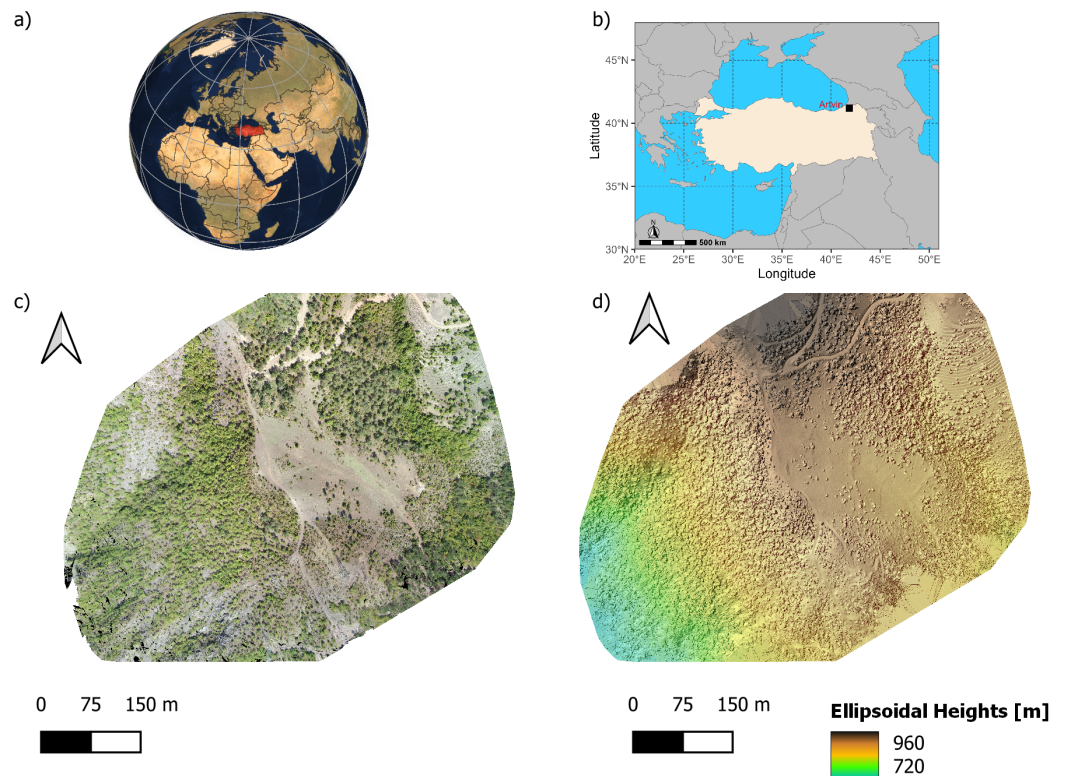 a)
b)
45°N
40°N
35°N
30°N
Latitude
Artvin
N
500 km
20°E 25°E 30°E 35°E 40°E 45°E 50°E
Longitude
c)
d)
0 75 150 m
0 75 150 m
Ellipsoidal Heights [m]
960
720